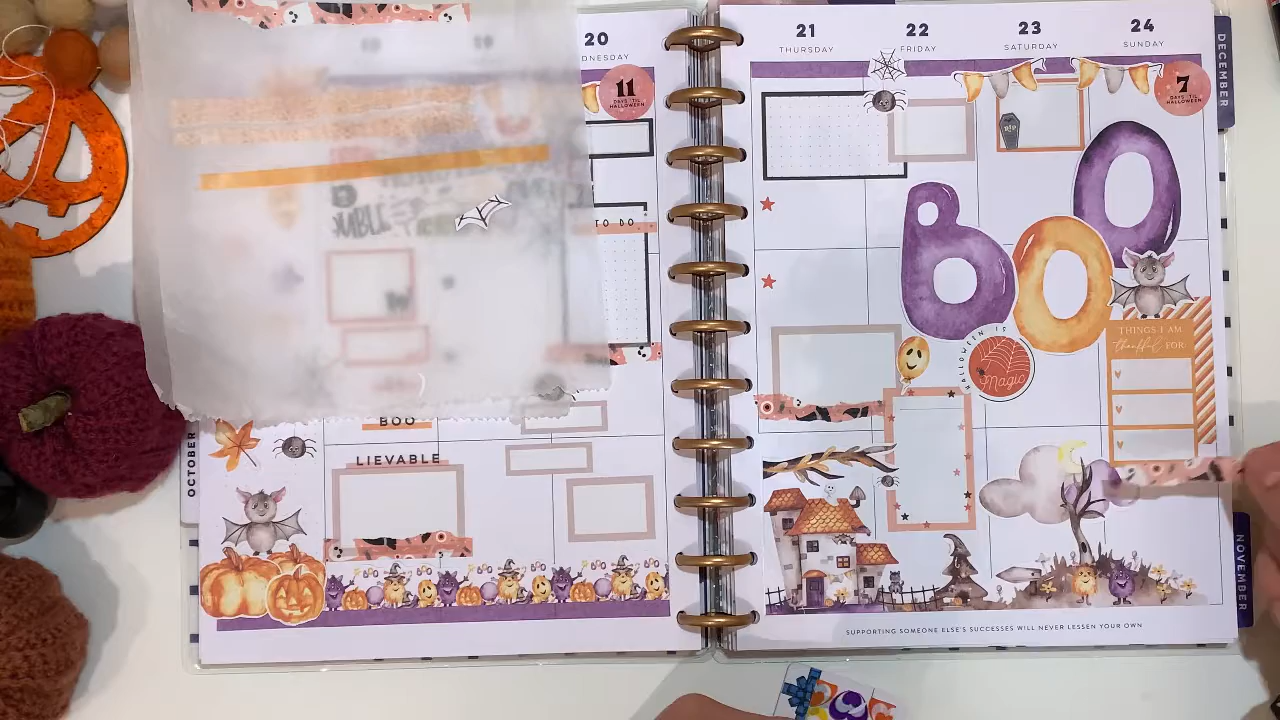 20
DNESDAY
11
DAYS 'TIL
HALLOWEEN
TO DO
BOO
LIEVABLE
OCTOBER
21
THURSDAY
22
FRIDAY
23
SATURDAY
24
SUNDAY
7
DAYS 'TIL
HALLOWEEN
RIP
BOO
HALLOWEEN IS
Magic
THINGS I AM
thankful FOR:
SUPPORTING SOMEONE ELSE'S SUCCESSES WILL NEVER LESSEN YOUR OWN
DECEMBER
NOVEMBER